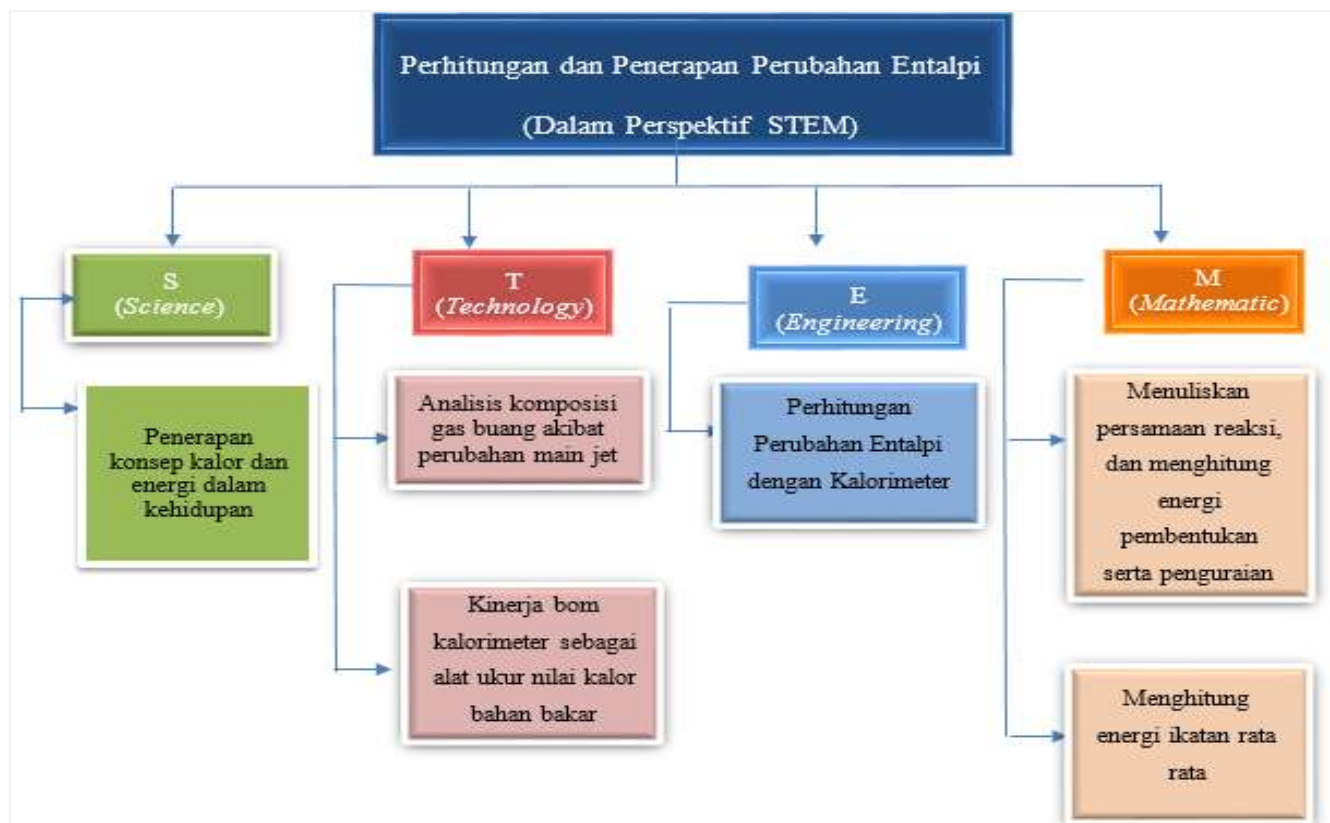 Perhitungan dan Penerapan Perubahan Entalpi
(Dalam Perspektif STEM)
S
(Science)
T
(Technology)
E
(Engineering)
M
(Mathematic)
Penerapan
konsep kalor dan
energi dalam
kehidupan
Analisis komposisi
gas buang akibat
perubahan main jet
Kinerja bom
kalorimeter sebagai
alat ukur nilai kalor
bahan bakar
Perhitungan
Perubahan Entalpi
dengan Kalorimeter
Menuliskan
persamaan reaksi,
dan menghitung
energi
pembentukan
serta penguraian
Menghitung
energi ikatan rata
rata